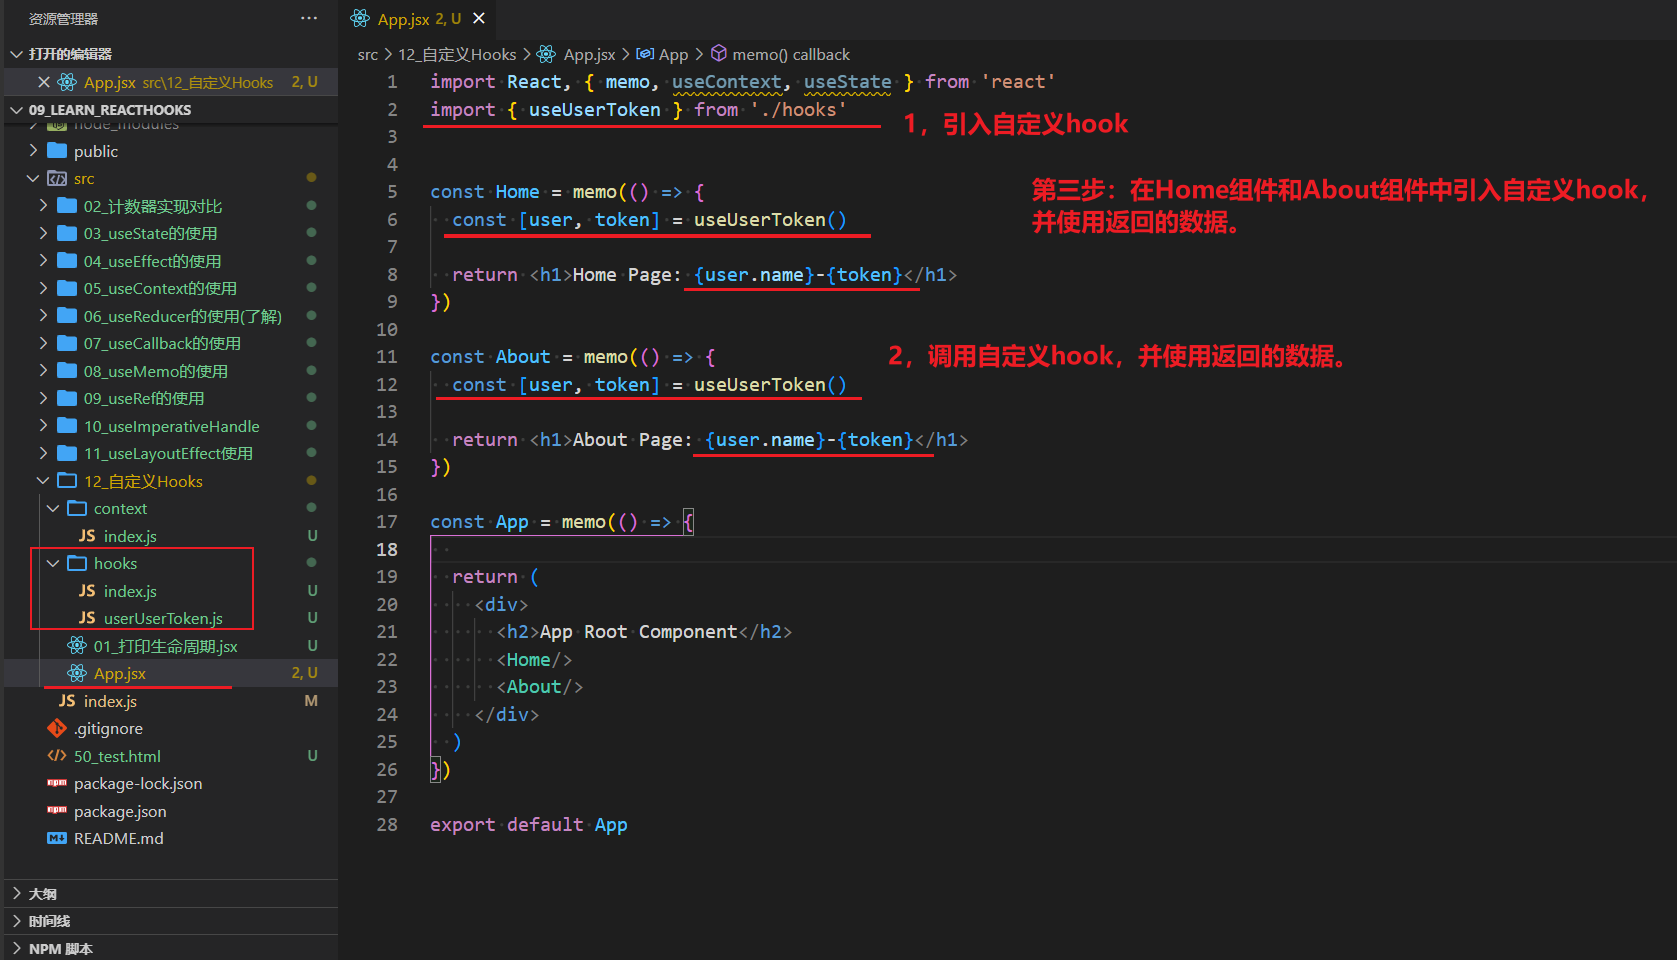 资源管理器 ···
打开的编辑器
App.jsx src\12_自定义Hooks 2, U
09_LEARN_REACTHOOKS
node_modules
public
src
02_计数器实现对比
03_useState的使用
04_useEffect的使用
05_useContext的使用
06_useReducer的使用(了解)
07_useCallback的使用
08_useMemo的使用
09_useRef的使用
10_useImperativeHandle
11_useLayoutEffect使用
12_自定义Hooks
context
JS index.js U
hooks
JS index.js U
JS userUserToken.js U
01_打印生命周期.jsx U
App.jsx 2, U
JS index.js M
.gitignore
50_test.html U
package-lock.json
package.json
README.md
大纲
时间线
NPM 脚本
App.jsx 2, U
src > 12_自定义Hooks > App.jsx > App > memo() callback
1 import React, { memo, useContext, useState } from 'react'
2 import { useUserToken } from './hooks'
1，引入自定义hook
3
4
5 const Home = memo(() => {
第三步：在Home组件和About组件中引入自定义hook，
并使用返回的数据。
6 const [user, token] = useUserToken()
7
8 return <h1>Home Page: {user.name}-{token}</h1>
9 })
10
11 const About = memo(() => {
2，调用自定义hook，并使用返回的数据。
12 const [user, token] = useUserToken()
13
14 return <h1>About Page: {user.name}-{token}</h1>
15 })
16
17 const App = memo(() => {
18
19 return (
20 <div>
21 <h2>App Root Component</h2>
22 <Home/>
23 <About/>
24 </div>
25 )
26 })
27
28 export default App